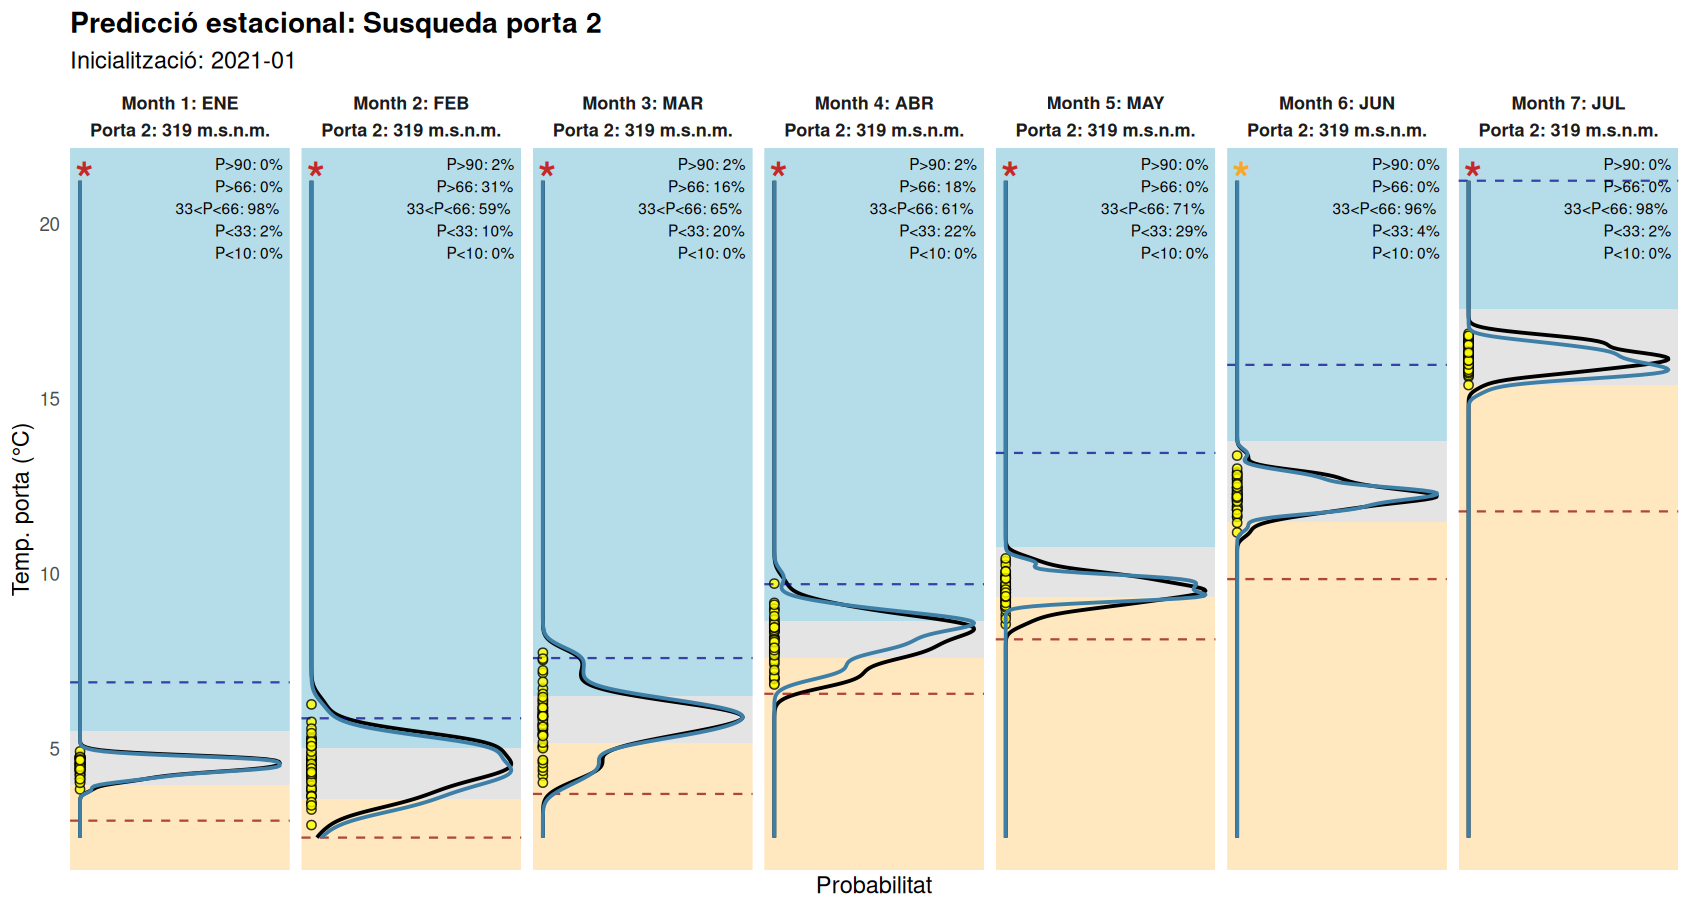 Predicció estacional: Susqueda porta 2
Inicialització: 2021-01
Month 1: ENE
Porta 2: 319 m.s.n.m.
Month 2: FEB
Porta 2: 319 m.s.n.m.
Month 3: MAR
Porta 2: 319 m.s.n.m.
Month 4: ABR
Porta 2: 319 m.s.n.m.
Month 5: MAY
Porta 2: 319 m.s.n.m.
Month 6: JUN
Porta 2: 319 m.s.n.m.
Month 7: JUL
Porta 2: 319 m.s.n.m.
*
P>90: 0%
P>66: 0%
33<P<66: 98%
P<33: 2%
P<10: 0%
*
P>90: 2%
P>66: 31%
33<P<66: 59%
P<33: 10%
P<10: 0%
*
P>90: 2%
P>66: 16%
33<P<66: 65%
P<33: 20%
P<10: 0%
*
P>90: 2%
P>66: 18%
33<P<66: 61%
P<33: 22%
P<10: 0%
*
P>90: 0%
P>66: 0%
33<P<66: 71%
P<33: 29%
P<10: 0%
*
P>90: 0%
P>66: 0%
33<P<66: 96%
P<33: 4%
P<10: 0%
*
P>90: 0%
P>66: 0%
33<P<66: 98%
P<33: 2%
P<10: 0%
20
15
10
5
Temp. porta (°C)
Probabilitat